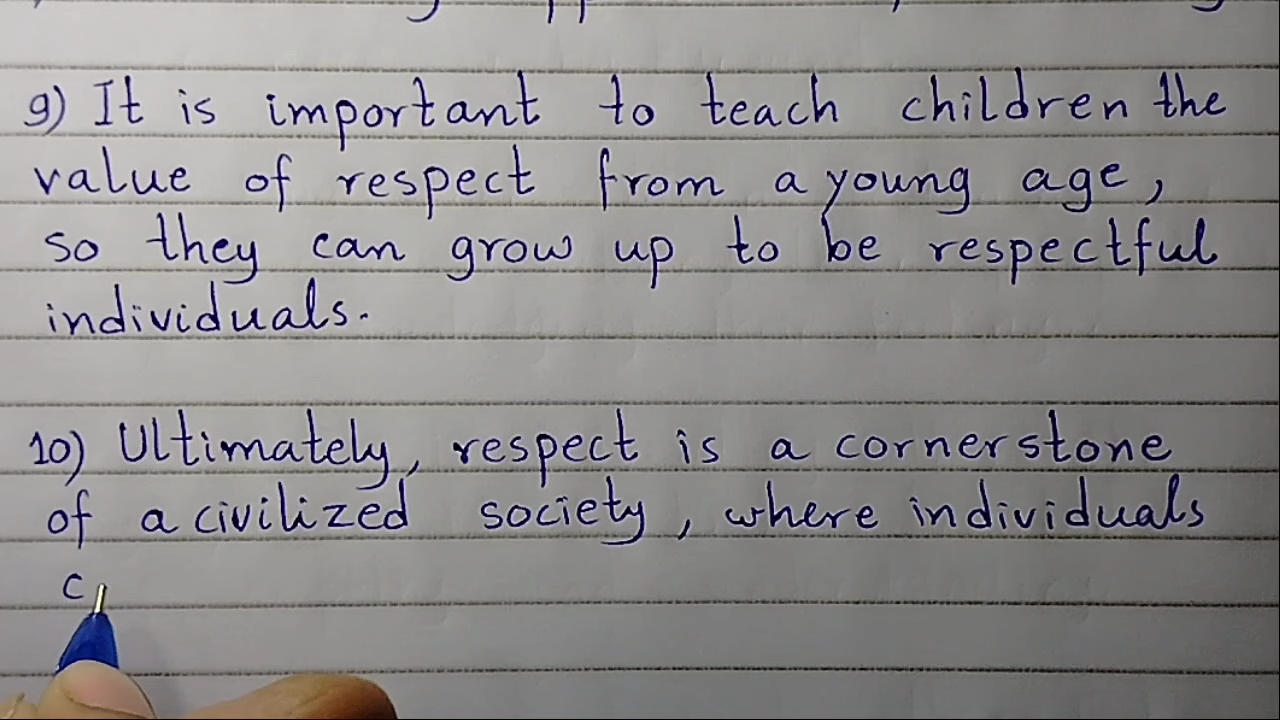 9) It is important to teach children the
value of respect from a young age,
so they can grow up to be respectful
individuals.
10) Ultimately, respect is a cornerstone
of a civilized society, where individuals
c